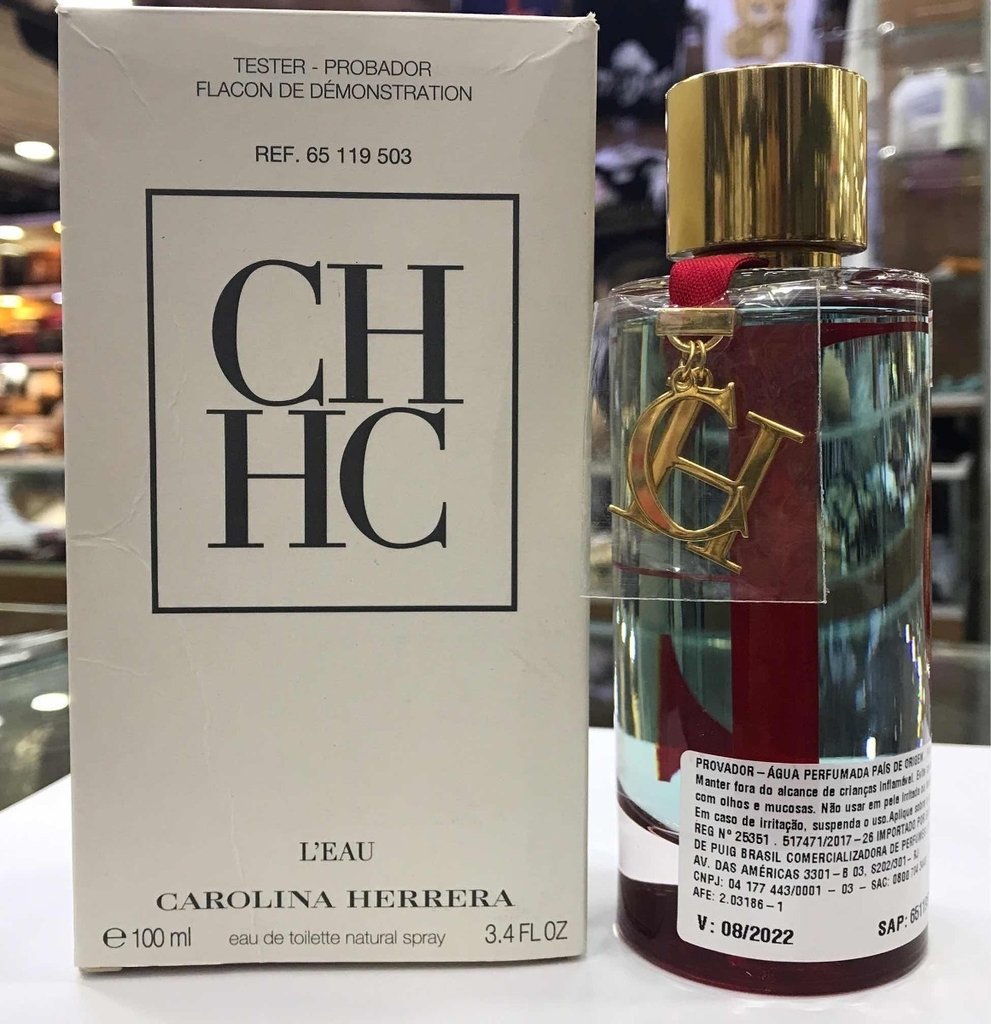 TESTER - PROBADOR
FLACON DE DÉMONSTRATION
REF. 65 119 503
CH
HC
L'EAU
CAROLINA HERRERA
e 100 ml eau de toilette natural spray 3.4 FL OZ
CH
PROVADOR – ÁGUA PERFUMADA PAÍS DE ORIGEM
Manter fora do alcance de crianças Inflamável.
com olhos e mucosas. Não usar em pele Irritada
Em caso de irritação, suspenda o uso. Aplique
REG Nº 25351 . 517471/2017-26 IMPORTADO POR
DE PUIG BRASIL COMERCIALIZADORA DE
AV. DAS AMÉRICAS 3301-B 03, S202/301-
CNPJ: 04 177 443/0001 - 03 - SAC: 0800
AFE: 2.03186-1
V: 08/2022
SAP: